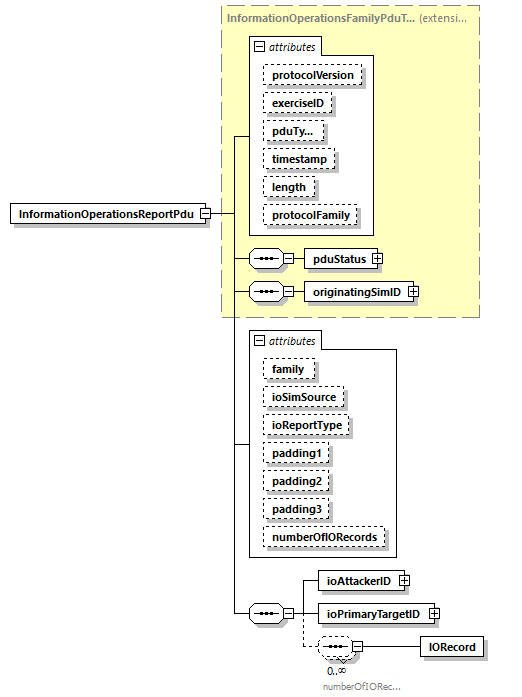 InformationOperationsFamilyPduT... (extensi...
attributes
protocolVersion
exerciseID
pduTy...
timestamp
length
protocolFamily
InformationOperationsReportPdu
pduStatus
originatingSimID
attributes
family
ioSimSource
ioReportType
padding1
padding2
padding3
numberOfIORecords
ioAttackerID
ioPrimaryTargetID
IORecord
0..∞
numberOfIORec...